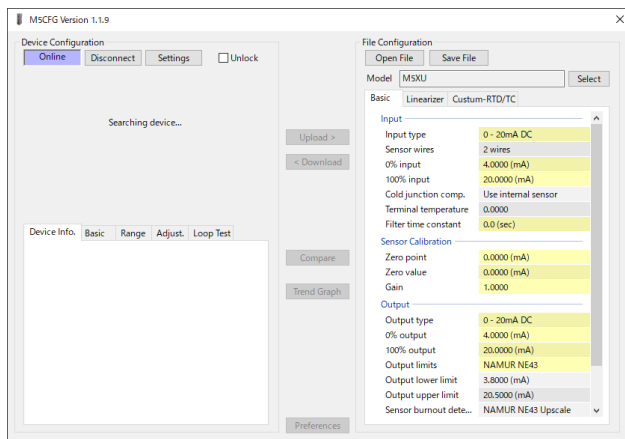 M5CFG Version 1.1.9
Device Configuration
Online Disconnect Settings Unlock
Searching device...
Device Info. Basic Range Adjust. Loop Test
Upload >
< Download
Compare
Trend Graph
Preferences
File Configuration
Open File Save File
Model M5XU Select
Basic Linearizer Custum-RTD/TC
Input
Input type 0 - 20mA DC
Sensor wires 2 wires
0% input 4.0000 (mA)
100% input 20.0000 (mA)
Cold junction comp. Use internal sensor
Terminal temperature 0.0000
Filter time constant 0.0 (sec)
Sensor Calibration
Zero point 0.0000 (mA)
Zero value 0.0000 (mA)
Gain 1.0000
Output
Output type 0 - 20mA DC
0% output 4.0000 (mA)
100% output 20.0000 (mA)
Output limits NAMUR NE43
Output lower limit 3.8000 (mA)
Output upper limit 20.5000 (mA)
Sensor burnout dete... NAMUR NE43 Upscale